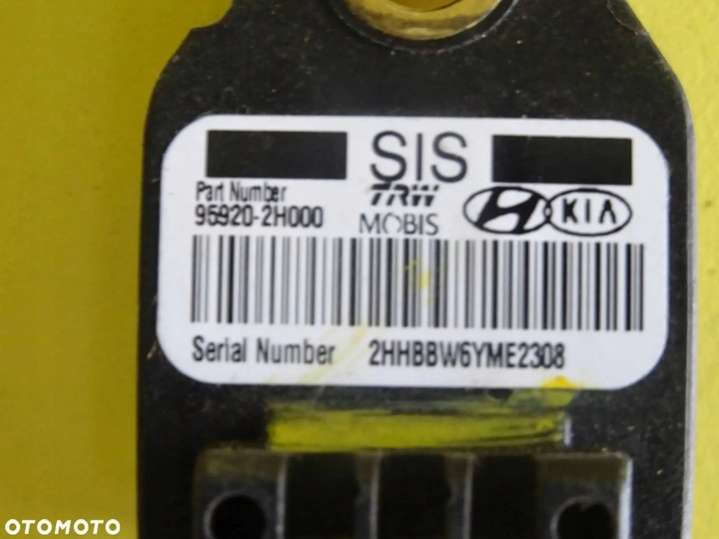 SIS
Part Number
95920-2H000
TRW
MOBIS
KIA
Serial Number 2HHBBW6YME2308
OTOMOTO